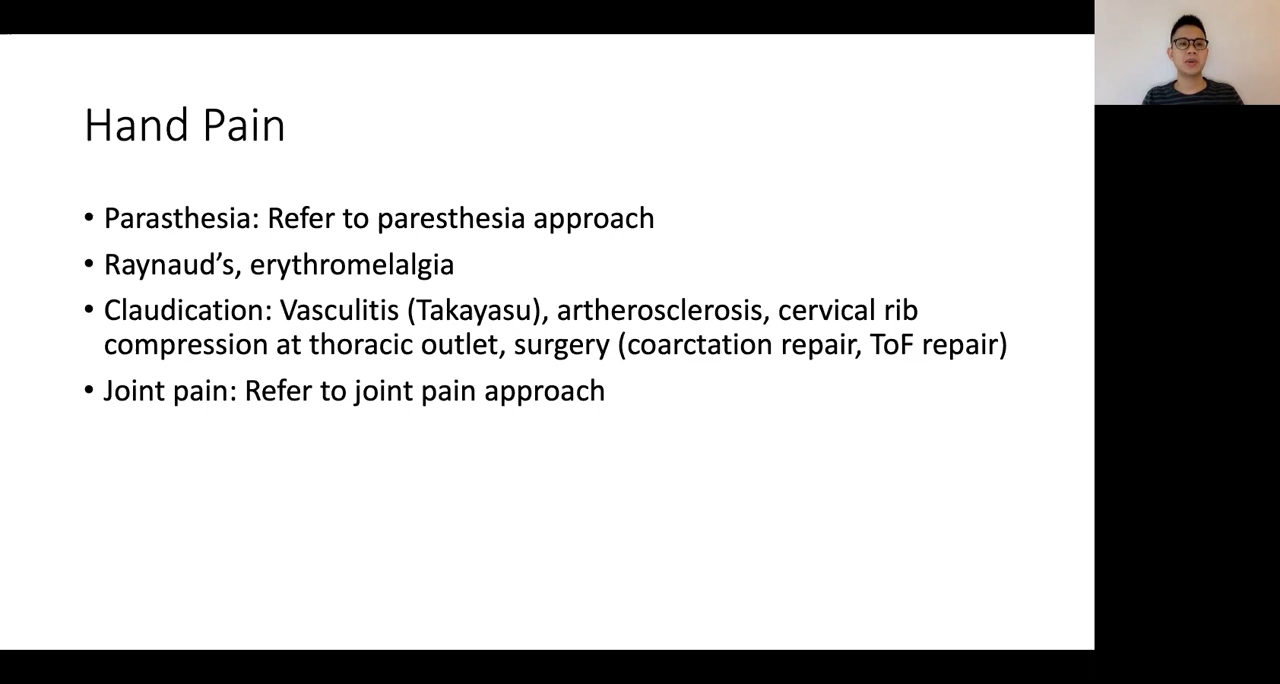 Hand Pain
• Parasthesia: Refer to paresthesia approach
• Raynaud’s, erythromelalgia
• Claudication: Vasculitis (Takayasu), artherosclerosis, cervical rib
compression at thoracic outlet, surgery (coarctation repair, ToF repair)
• Joint pain: Refer to joint pain approach